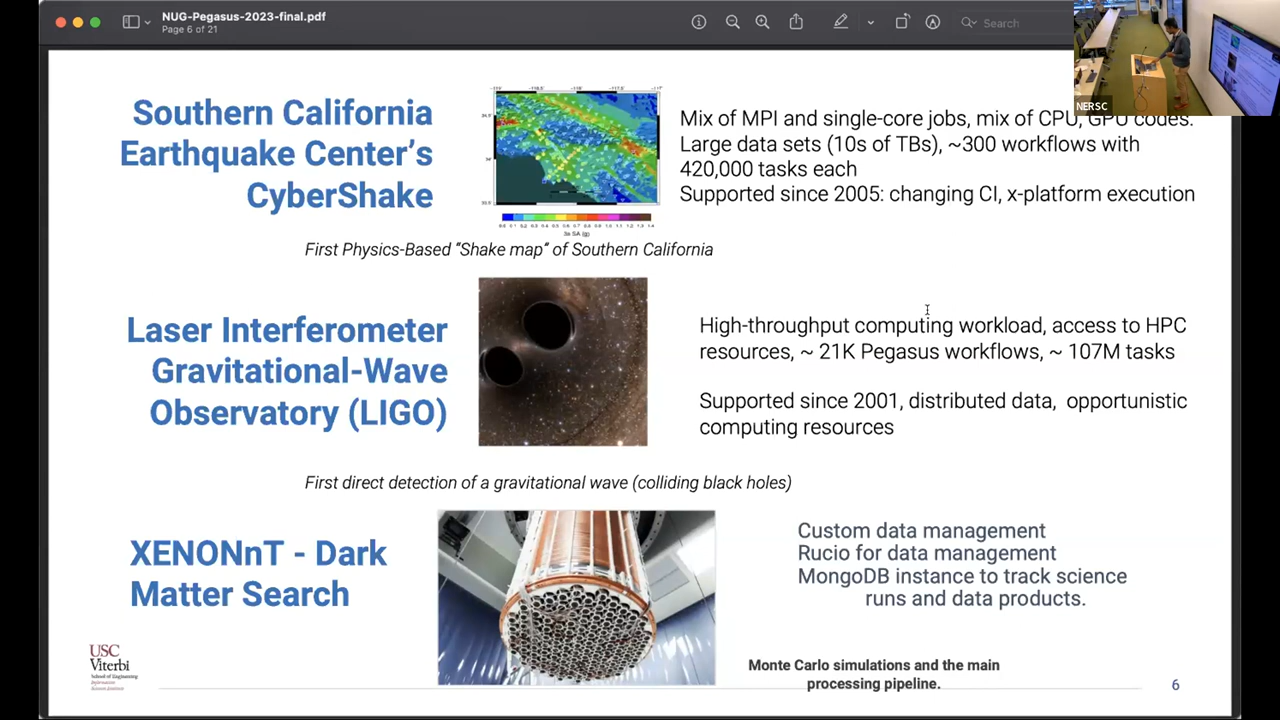 NUG-Pegasus-2023-final.pdf
Page 6 of 21
Search
NERSC
Southern California
Earthquake Center’s
CyberShake
Mix of MPI and single-core jobs, mix of CPU, GPU codes.
Large data sets (10s of TBs), ~300 workflows with
420,000 tasks each
Supported since 2005: changing CI, x-platform execution
3s SA (g)
First Physics-Based “Shake map” of Southern California
Laser Interferometer
Gravitational-Wave
Observatory (LIGO)
High-throughput computing workload, access to HPC
resources, ~ 21K Pegasus workflows, ~ 107M tasks
Supported since 2001, distributed data, opportunistic
computing resources
First direct detection of a gravitational wave (colliding black holes)
XENONnT - Dark
Matter Search
Custom data management
Rucio for data management
MongoDB instance to track science
runs and data products.
Monte Carlo simulations and the main
processing pipeline.
USC
Viterbi
School of Engineering
Information
Sciences Institute
6